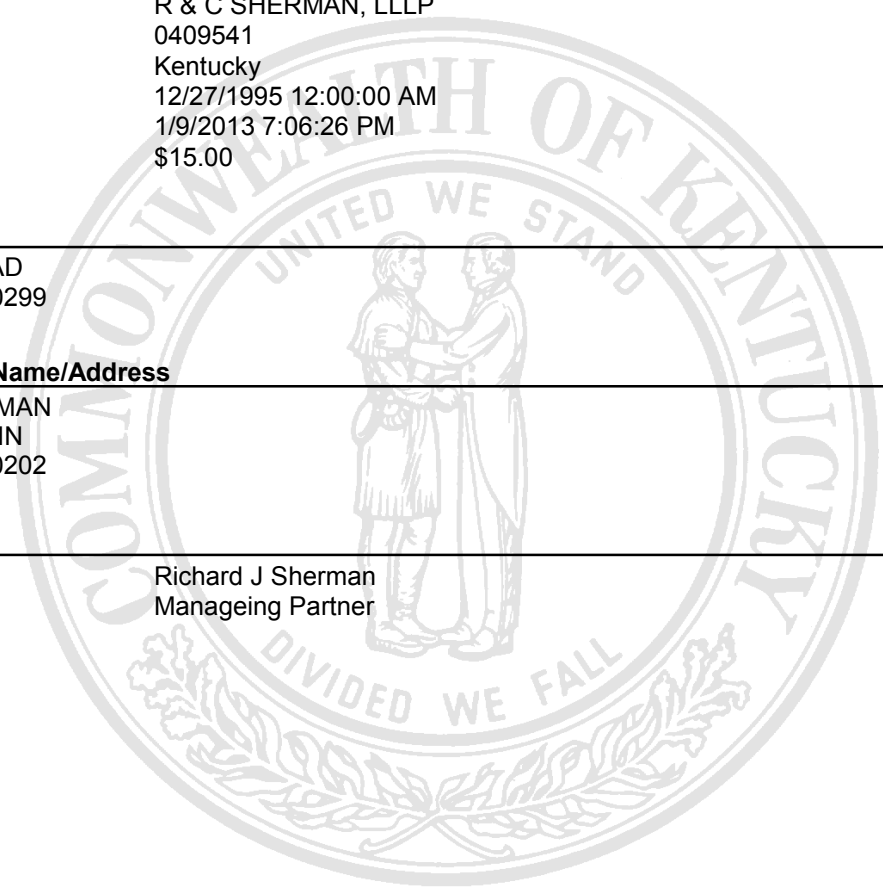 R & C SHERMAN, LLLP
0409541
Kentucky
12/27/1995 12:00:00 AM
1/9/2013 7:06:26 PM
$15.00
AD
0299
Name/Address
MAN
IN
0202
Richard J Sherman
Manageing Partner
COMMONWEALTH OF KENTUCKY
UNITED WE STAND
DIVIDED WE FALL